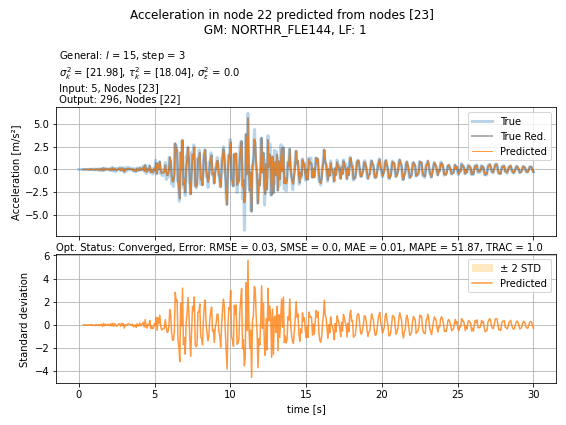 Acceleration in node 22 predicted from nodes [23]
GM: NORTHR_FLE144, LF: 1
General: l = 15, step = 3
σ²ₖ = [21.98], τ²ₖ = [18.04], σ²ε = 0.0
Input: 5, Nodes [23]
Output: 296, Nodes [22]
Acceleration [m/s²]
5.0
2.5
0.0
−2.5
−5.0
True
True Red.
Predicted
Opt. Status: Converged, Error: RMSE = 0.03, SMSE = 0.0, MAE = 0.01, MAPE = 51.87, TRAC = 1.0
Standard deviation
6
4
2
0
−2
−4
± 2 STD
Predicted
0 5 10 15 20 25 30
time [s]